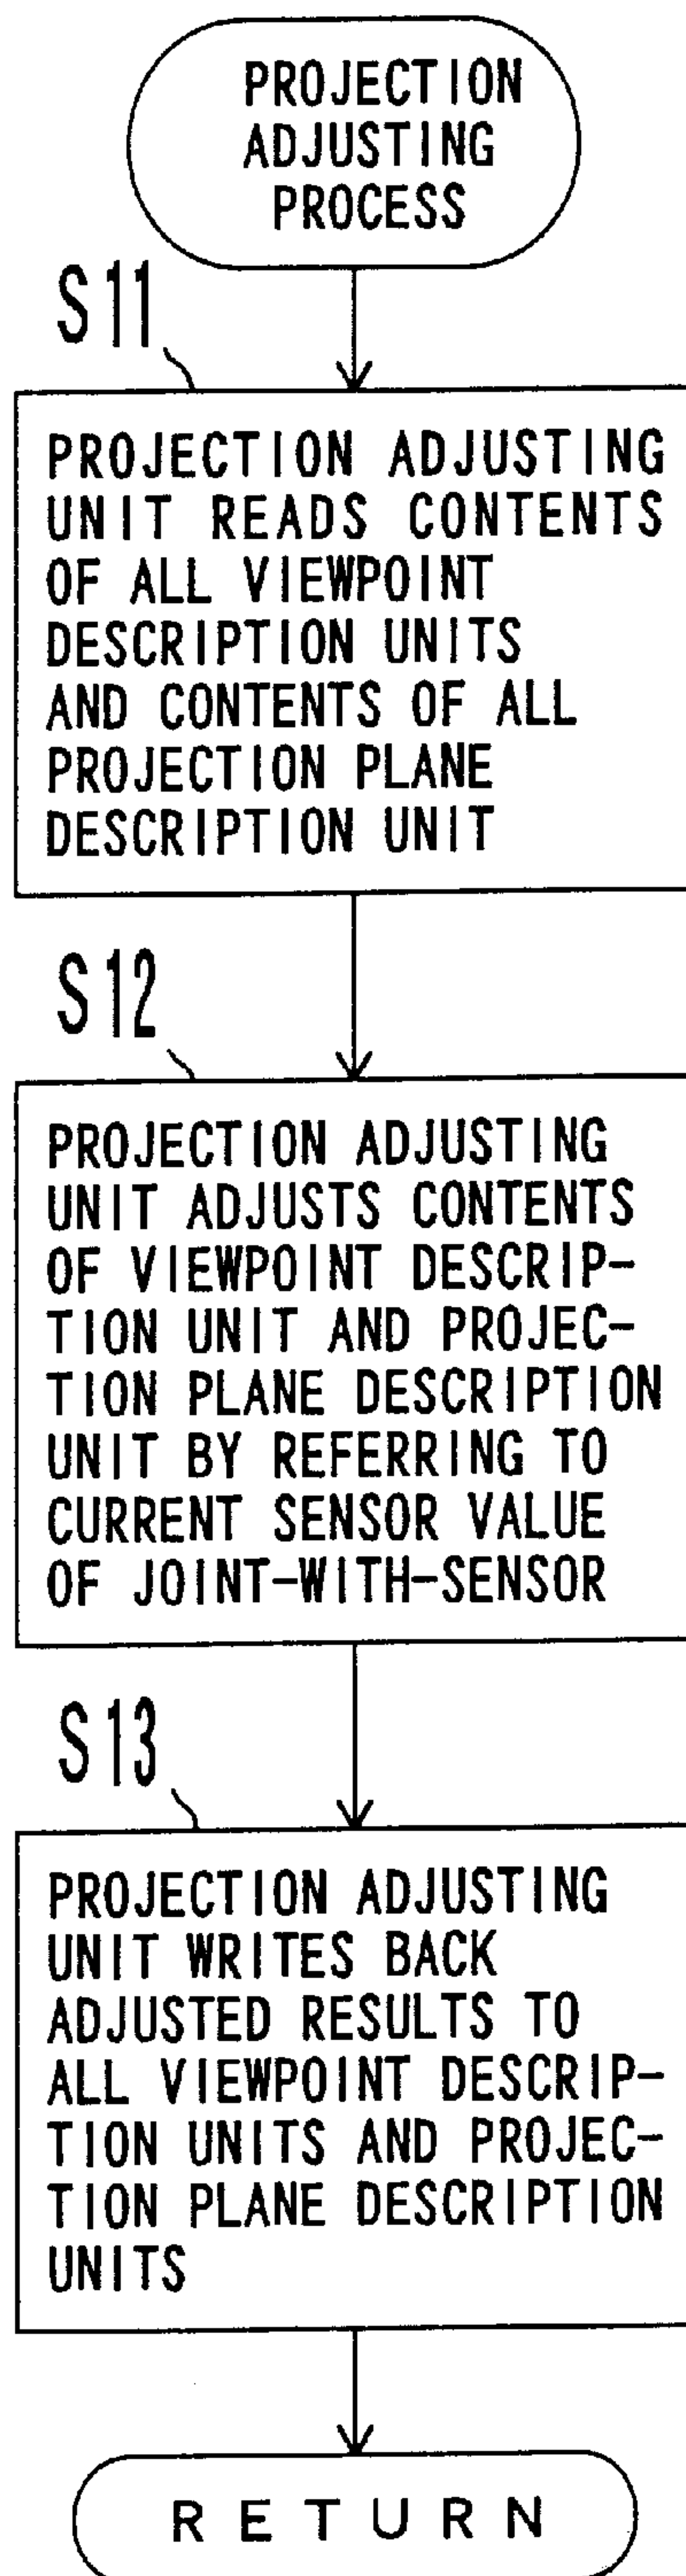 PROJECTION
ADJUSTING
PROCESS
S11
PROJECTION ADJUSTING
UNIT READS CONTENTS
OF ALL VIEWPOINT
DESCRIPTION UNITS
AND CONTENTS OF ALL
PROJECTION PLANE
DESCRIPTION UNIT
S12
PROJECTION ADJUSTING
UNIT ADJUSTS CONTENTS
OF VIEWPOINT DESCRIP-
TION UNIT AND PROJEC-
TION PLANE DESCRIPTION
UNIT BY REFERRING TO
CURRENT SENSOR VALUE
OF JOINT-WITH-SENSOR
S13
PROJECTION ADJUSTING
UNIT WRITES BACK
ADJUSTED RESULTS TO
ALL VIEWPOINT DESCRIP-
TION UNITS AND PROJEC-
TION PLANE DESCRIPTION
UNITS
RETURN